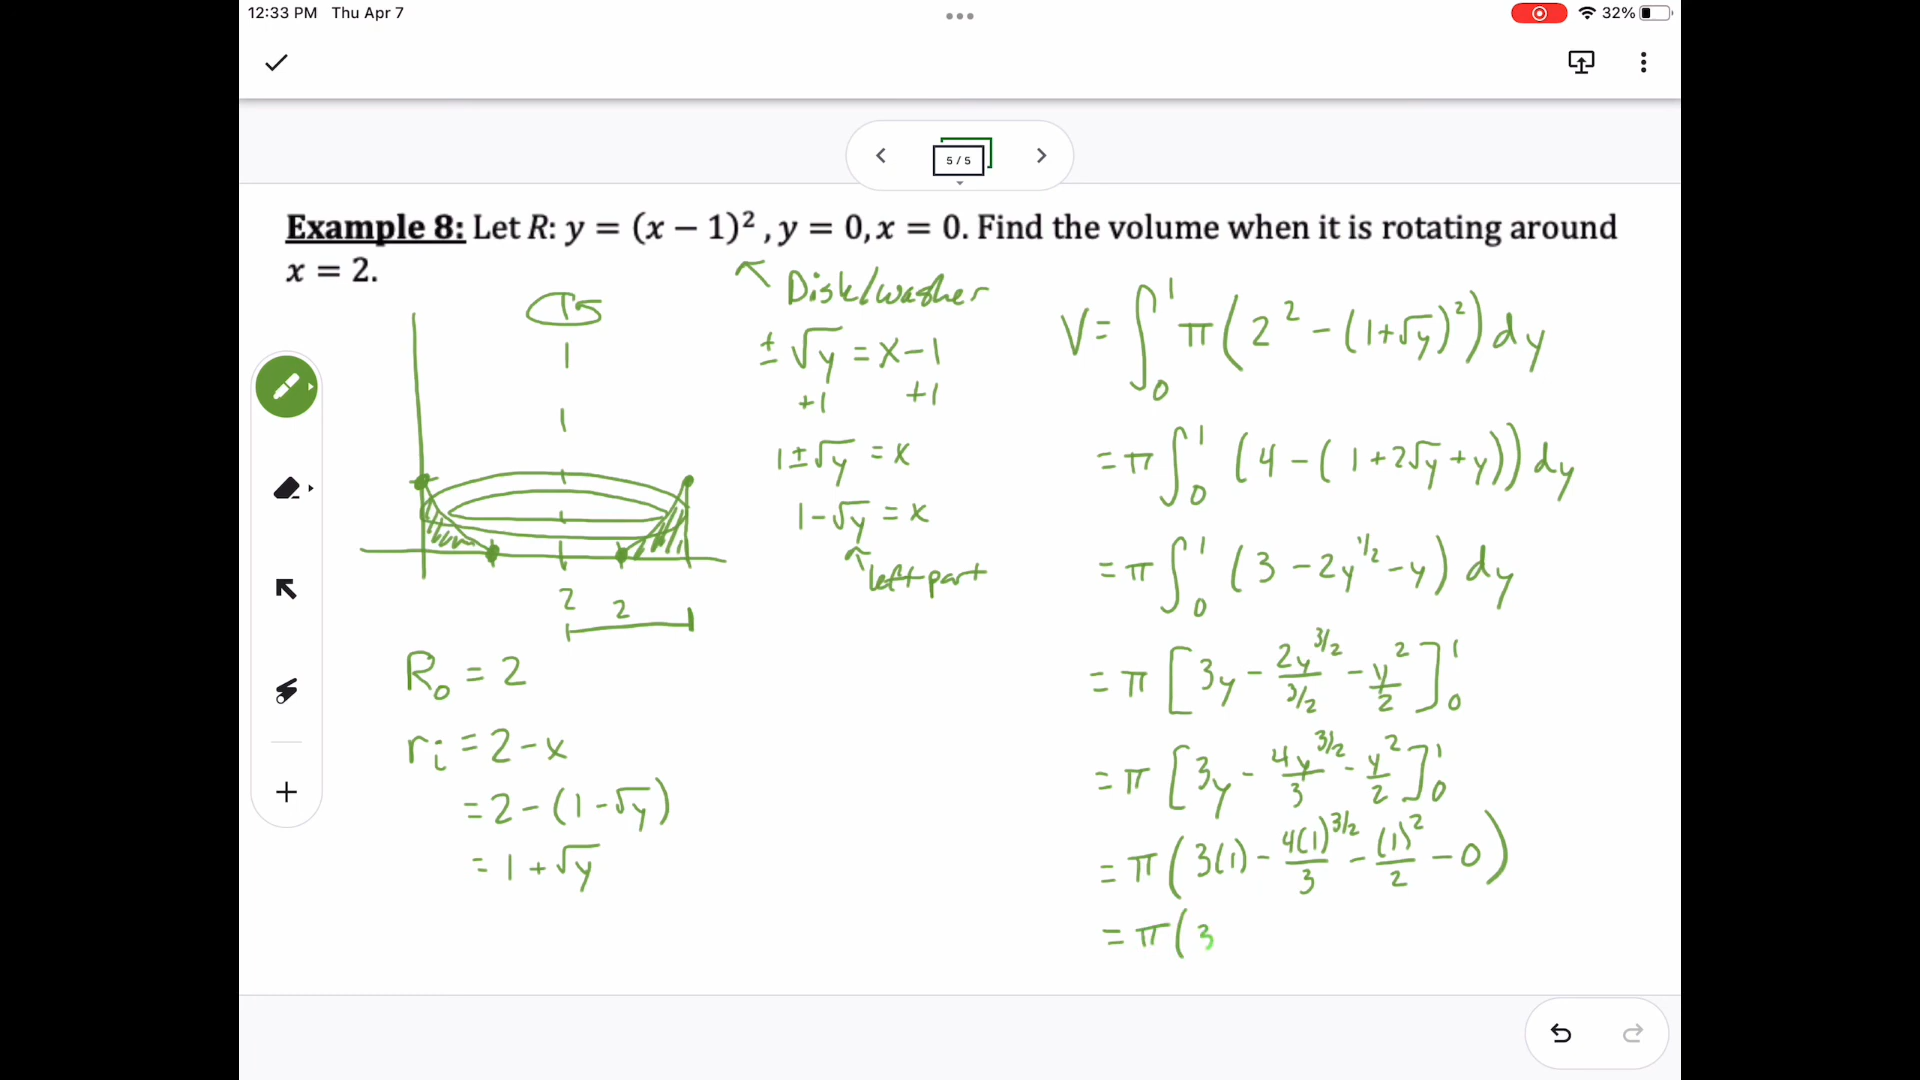 12:33 PM Thu Apr 7
32%
5 / 5
Example 8: Let R: y = (x − 1)², y = 0, x = 0. Find the volume when it is rotating around
x = 2.
Disk/washer
± √y = x − 1
+1 +1
1 ± √y = x
1 − √y = x
left part
2
2
R₀ = 2
rᵢ = 2 − x
= 2 − (1 − √y)
= 1 + √y
V = ∫₀¹ π(2² − (1+√y)²) dy
= π ∫₀¹ (4 − (1 + 2√y + y)) dy
= π ∫₀¹ (3 − 2y^1/2 − y) dy
= π [3y − 2y^3/2 / 3/2 − y²/2]₀¹
= π [3y − 4y^3/2 / 3 − y²/2]₀¹
= π (3(1) − 4(1)^3/2 / 3 − (1)²/2 − 0)
= π (3